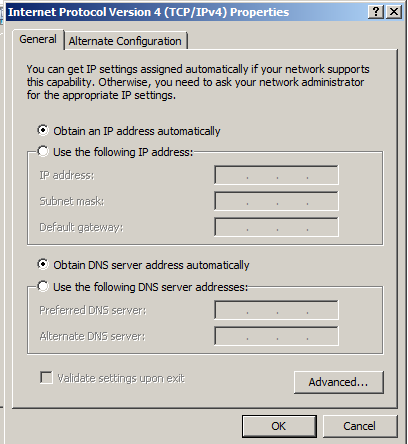 Internet Protocol Version 4 (TCP/IPv4) Properties
General
Alternate Configuration
You can get IP settings assigned automatically if your network supports
this capability. Otherwise, you need to ask your network administrator
for the appropriate IP settings.
Obtain an IP address automatically
Use the following IP address:
IP address:
Subnet mask:
Default gateway:
Obtain DNS server address automatically
Use the following DNS server addresses:
Preferred DNS server:
Alternate DNS server:
Validate settings upon exit
Advanced...
OK
Cancel